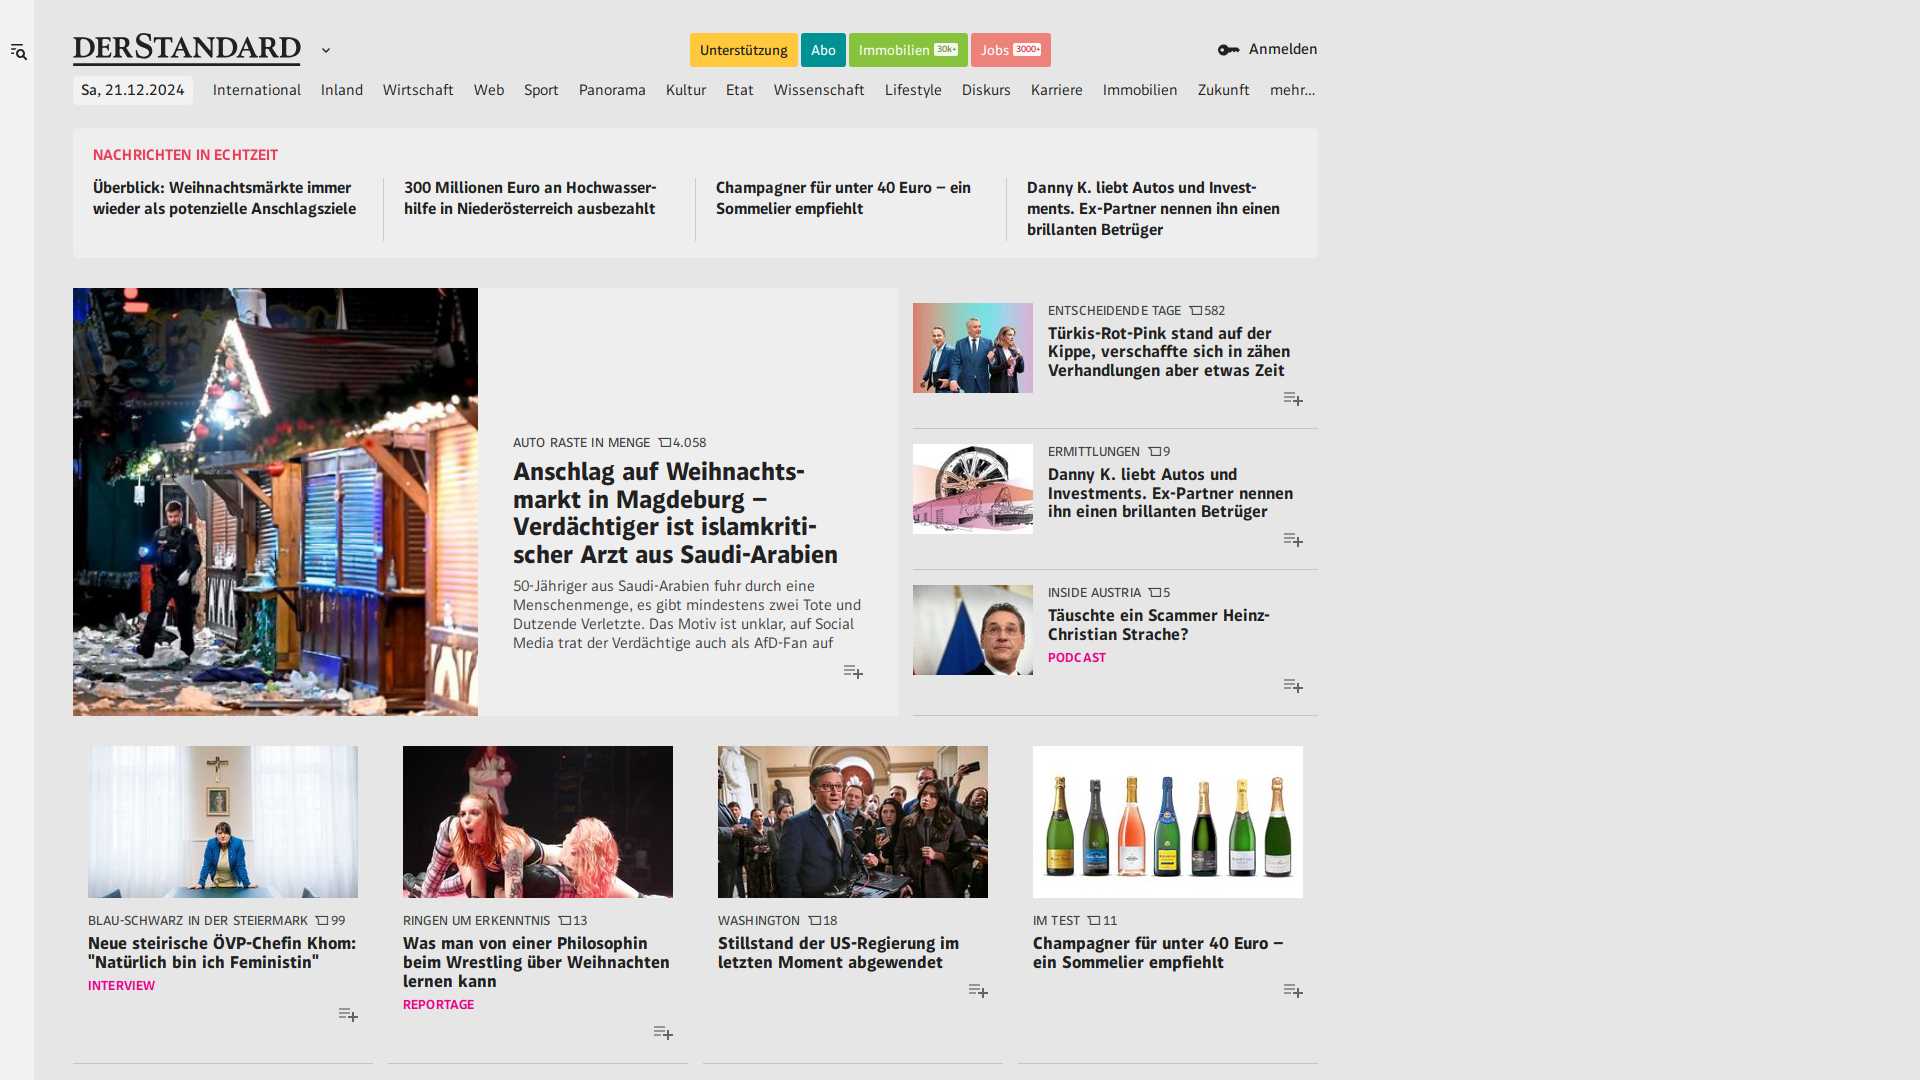 DERSTANDARD
Unterstützung
Abo
Immobilien 30k+
Jobs 3000+
Anmelden
Sa, 21.12.2024
International
Inland
Wirtschaft
Web
Sport
Panorama
Kultur
Etat
Wissenschaft
Lifestyle
Diskurs
Karriere
Immobilien
Zukunft
mehr...
NACHRICHTEN IN ECHTZEIT
Überblick: Weihnachtsmärkte immer
wieder als potenzielle Anschlagsziele
300 Millionen Euro an Hochwasser-
hilfe in Niederösterreich ausbezahlt
Champagner für unter 40 Euro – ein
Sommelier empfiehlt
Danny K. liebt Autos und Invest-
ments. Ex-Partner nennen ihn einen
brillanten Betrüger
AUTO RASTE IN MENGE 4.058
Anschlag auf Weihnachts-
markt in Magdeburg –
Verdächtiger ist islamkriti-
scher Arzt aus Saudi-Arabien
50-Jähriger aus Saudi-Arabien fuhr durch eine
Menschenmenge, es gibt mindestens zwei Tote und
Dutzende Verletzte. Das Motiv ist unklar, auf Social
Media trat der Verdächtige auch als AfD-Fan auf
ENTSCHEIDENDE TAGE 582
Türkis-Rot-Pink stand auf der
Kippe, verschaffte sich in zähen
Verhandlungen aber etwas Zeit
ERMITTLUNGEN 9
Danny K. liebt Autos und
Investments. Ex-Partner nennen
ihn einen brillanten Betrüger
INSIDE AUSTRIA 5
Täuschte ein Scammer Heinz-
Christian Strache?
PODCAST
BLAU-SCHWARZ IN DER STEIERMARK 99
Neue steirische ÖVP-Chefin Khom:
"Natürlich bin ich Feministin"
INTERVIEW
RINGEN UM ERKENNTNIS 13
Was man von einer Philosophin
beim Wrestling über Weihnachten
lernen kann
REPORTAGE
WASHINGTON 18
Stillstand der US-Regierung im
letzten Moment abgewendet
IM TEST 11
Champagner für unter 40 Euro –
ein Sommelier empfiehlt